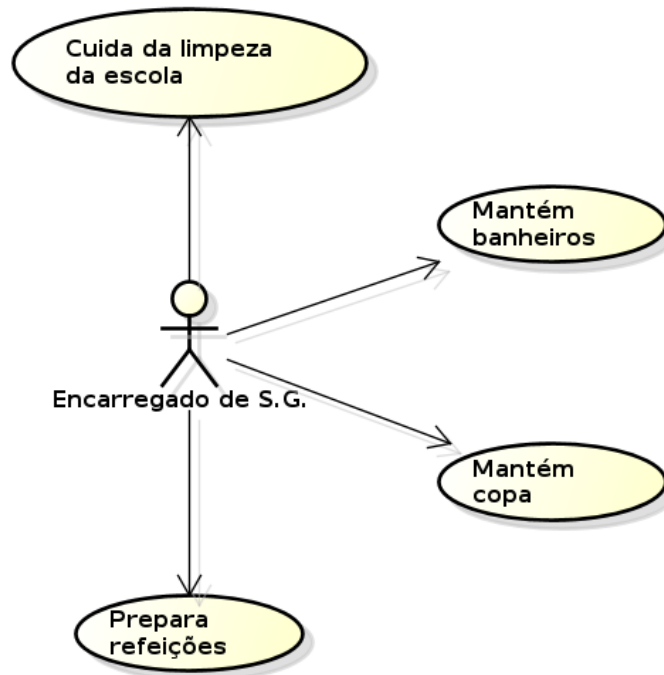 Cuida da limpeza
da escola
Mantém
banheiros
Encarregado de S.G.
Mantém
copa
Prepara
refeições